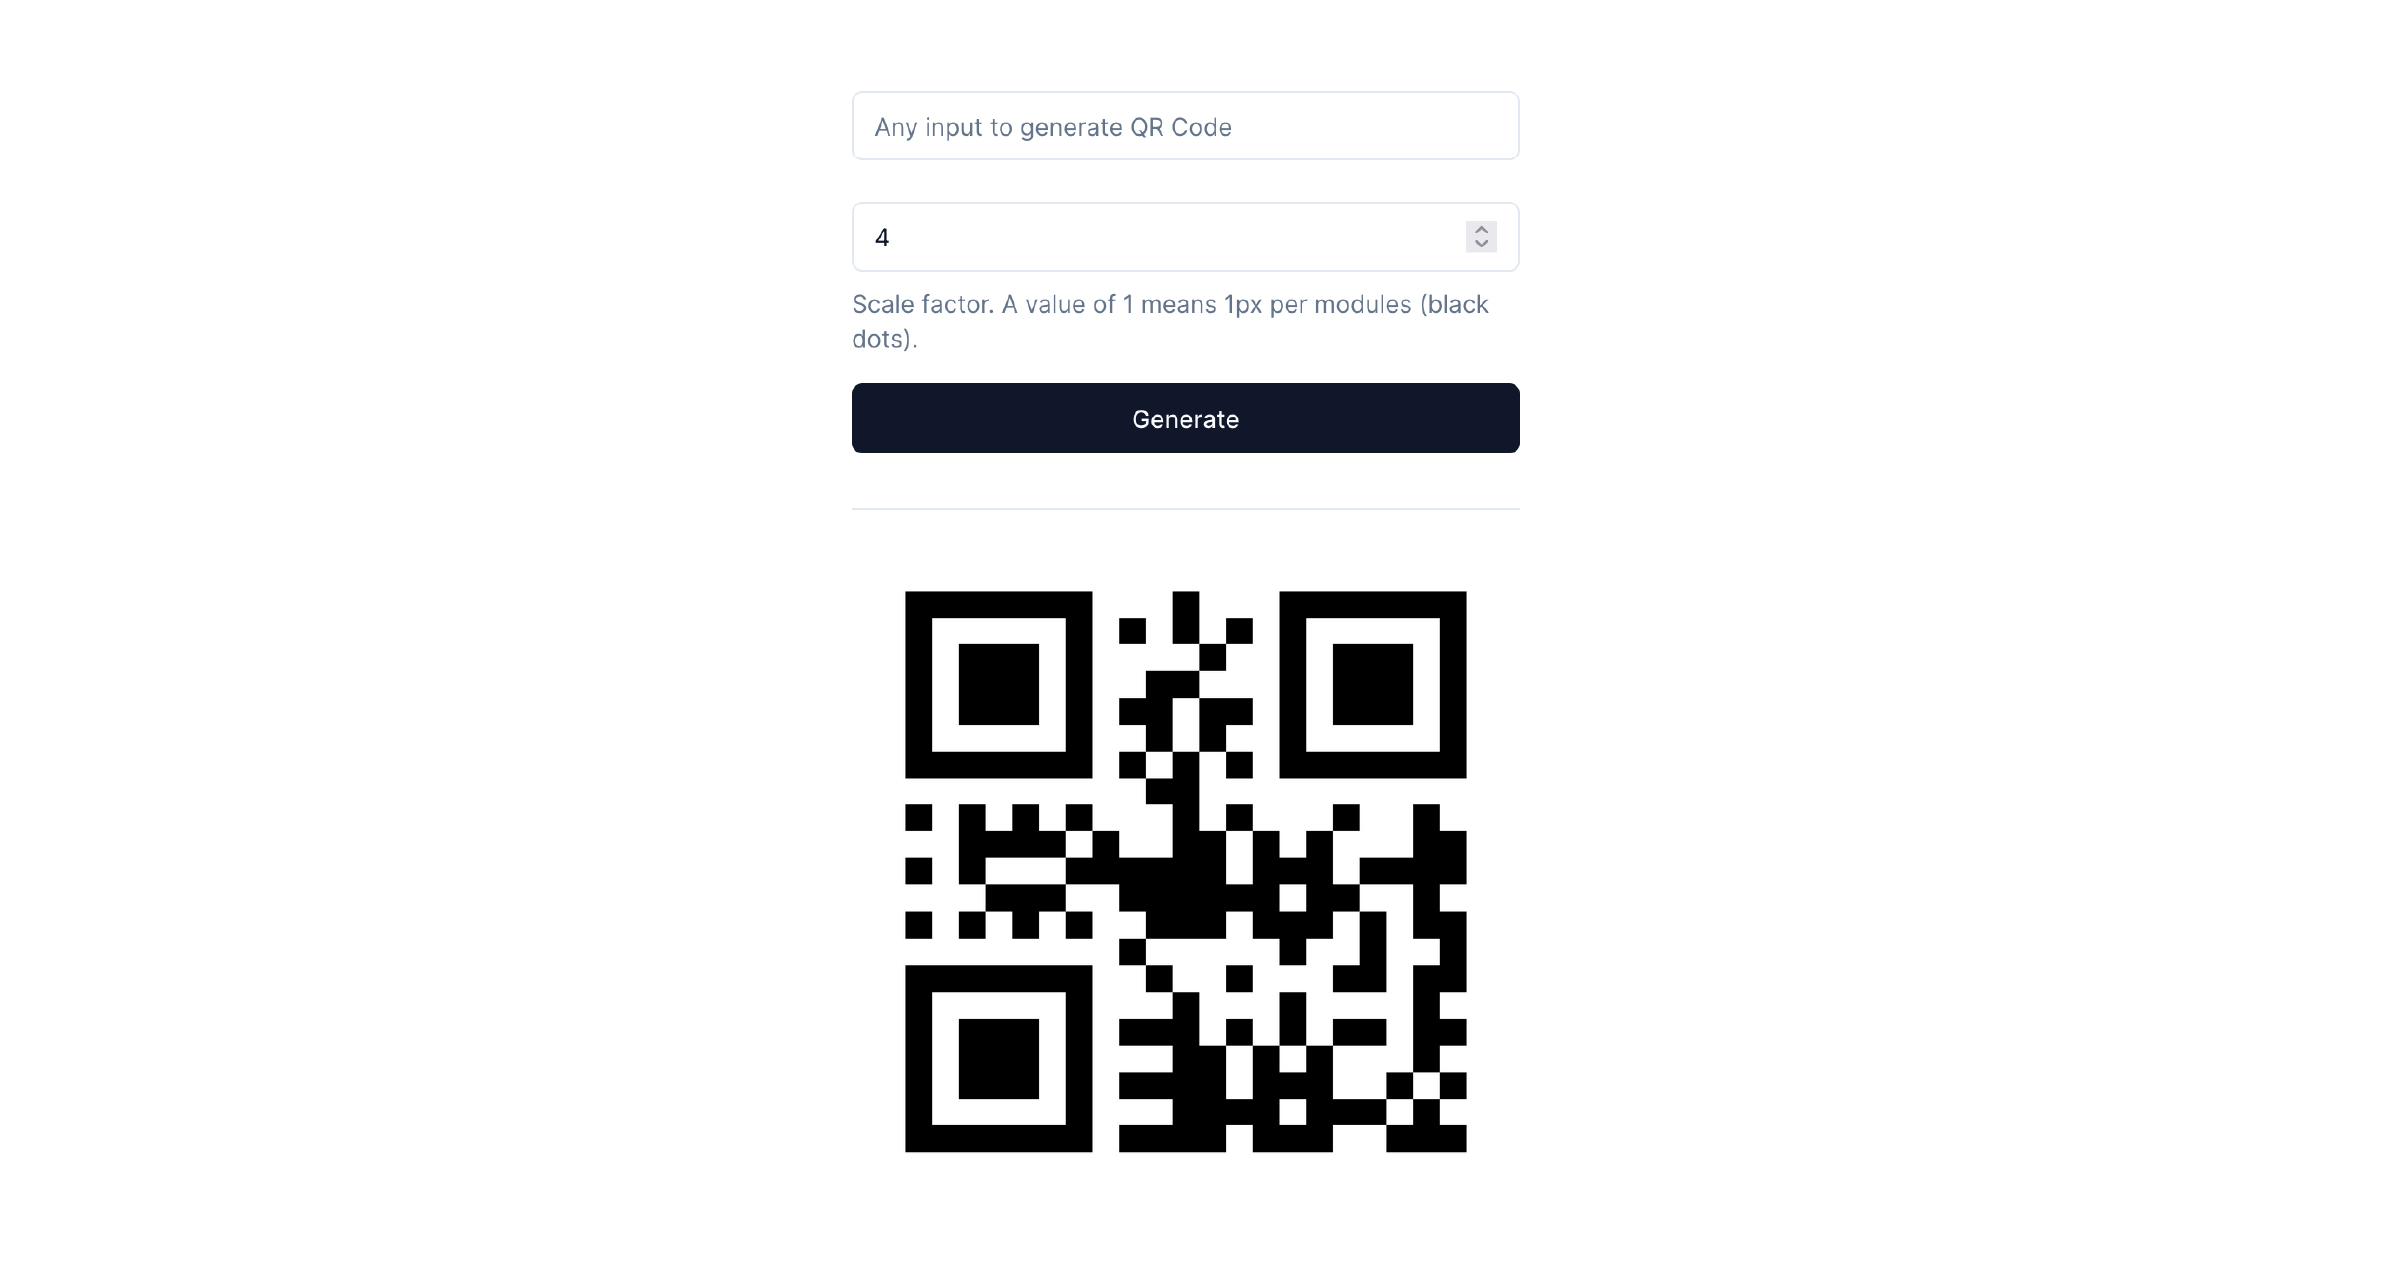 Any input to generate QR Code
4
Scale factor. A value of 1 means 1px per modules (black
dots).
Generate